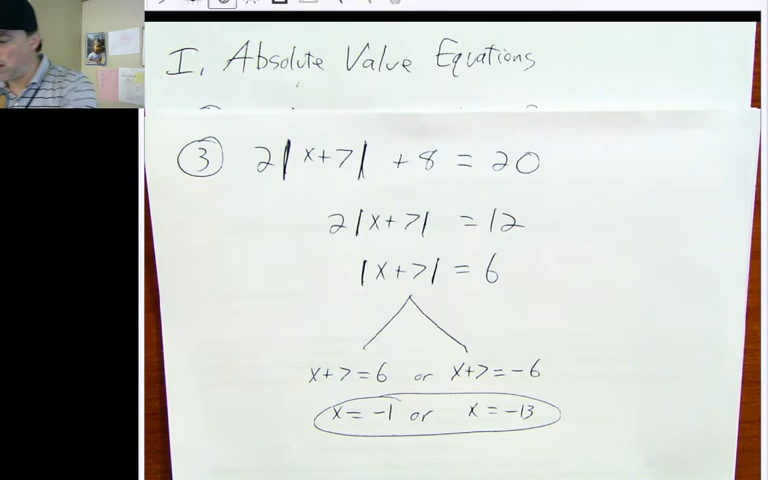 I. Absolute Value Equations
③ 2|x+7| + 8 = 20
2|x+7| = 12
|x+7| = 6
x+7=6 or x+7=-6
x=-1 or x=-13